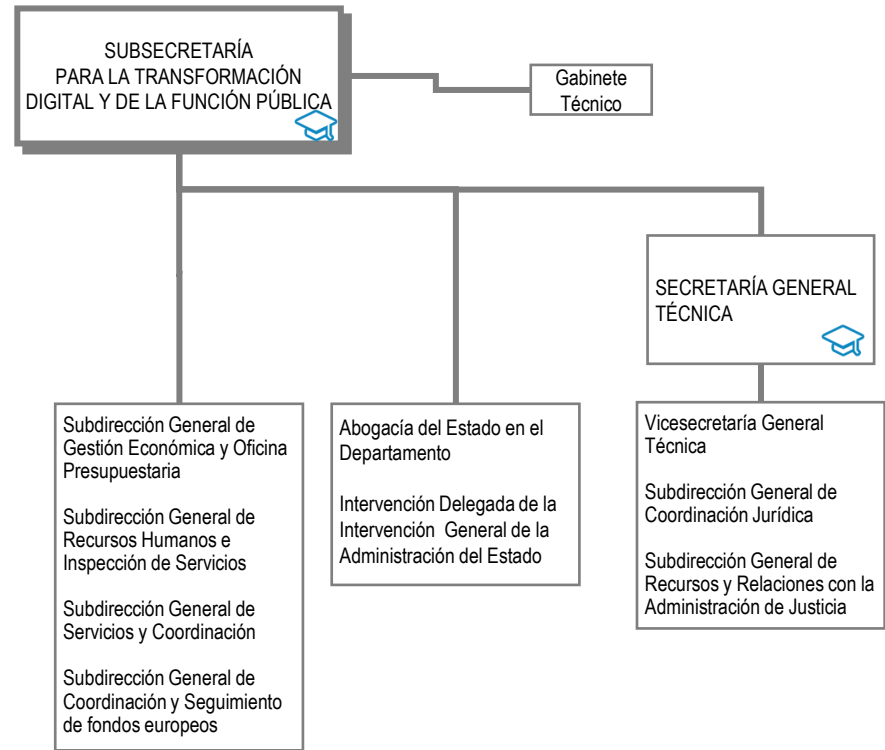 SUBSECRETARÍA
PARA LA TRANSFORMACIÓN
DIGITAL Y DE LA FUNCIÓN PÚBLICA
Gabinete
Técnico
SECRETARÍA GENERAL
TÉCNICA
Subdirección General de
Gestión Económica y Oficina
Presupuestaria
Subdirección General de
Recursos Humanos e
Inspección de Servicios
Subdirección General de
Servicios y Coordinación
Subdirección General de
Coordinación y Seguimiento
de fondos europeos
Abogacía del Estado en el
Departamento
Intervención Delegada de la
Intervención General de la
Administración del Estado
Vicesecretaría General
Técnica
Subdirección General de
Coordinación Jurídica
Subdirección General de
Recursos y Relaciones con la
Administración de Justicia